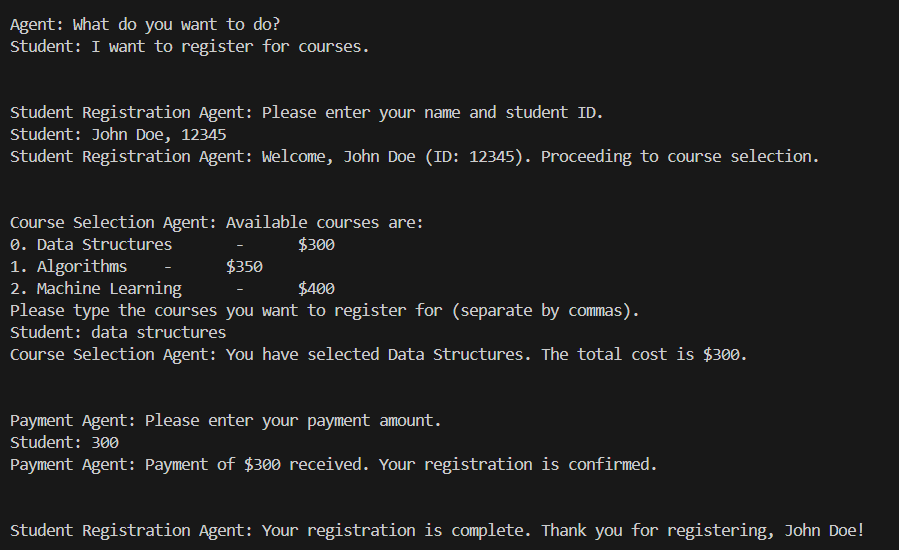 Agent: What do you want to do?
Student: I want to register for courses.
Student Registration Agent: Please enter your name and student ID.
Student: John Doe, 12345
Student Registration Agent: Welcome, John Doe (ID: 12345). Proceeding to course selection.
Course Selection Agent: Available courses are:
0. Data Structures - $300
1. Algorithms - $350
2. Machine Learning - $400
Please type the courses you want to register for (separate by commas).
Student: data structures
Course Selection Agent: You have selected Data Structures. The total cost is $300.
Payment Agent: Please enter your payment amount.
Student: 300
Payment Agent: Payment of $300 received. Your registration is confirmed.
Student Registration Agent: Your registration is complete. Thank you for registering, John Doe!